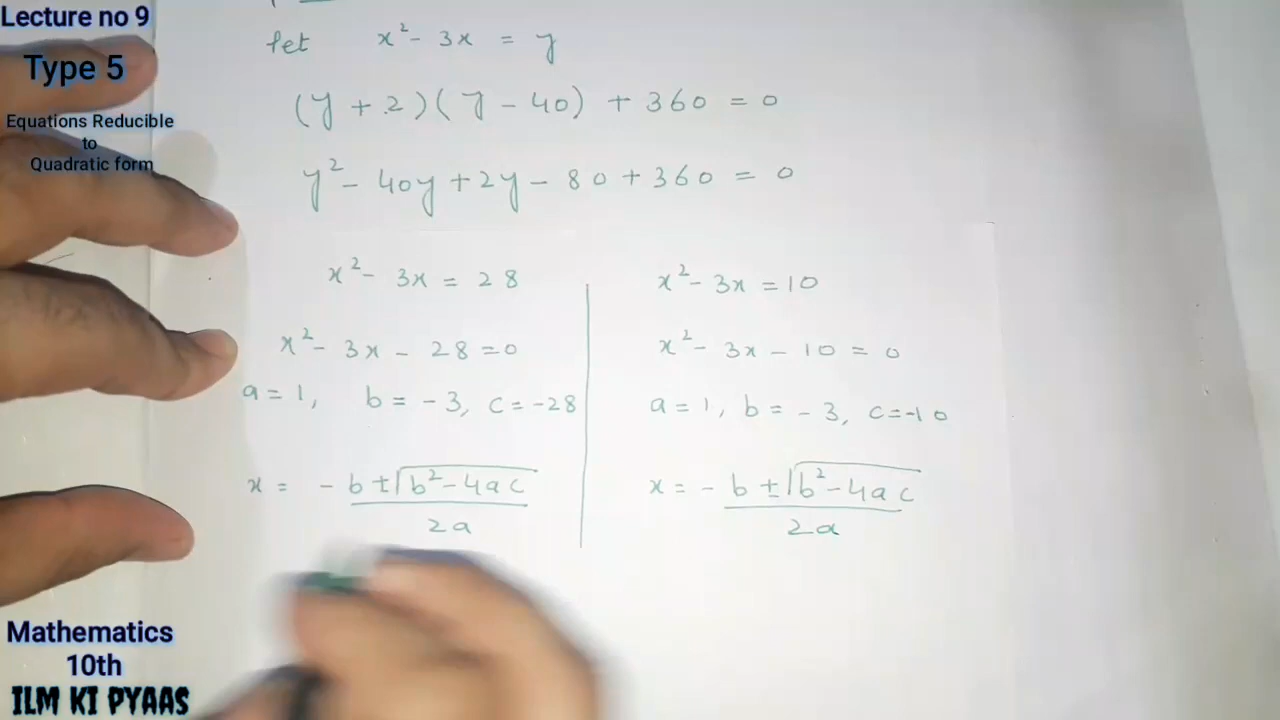 Lecture no 9
Type 5
Equations Reducible
to
Quadratic form
let x² - 3x = y
(y + 2)(y - 40) + 360 = 0
y² - 40y + 2y - 80 + 360 = 0
x² - 3x = 28
x² - 3x - 28 = 0
a = 1, b = -3, c = -28
x = -b ± √b² - 4ac / 2a
x² - 3x = 10
x² - 3x - 10 = 0
a = 1, b = -3, c = -10
x = -b ± √b² - 4ac / 2a
Mathematics
10th
ILM KI PYAAS